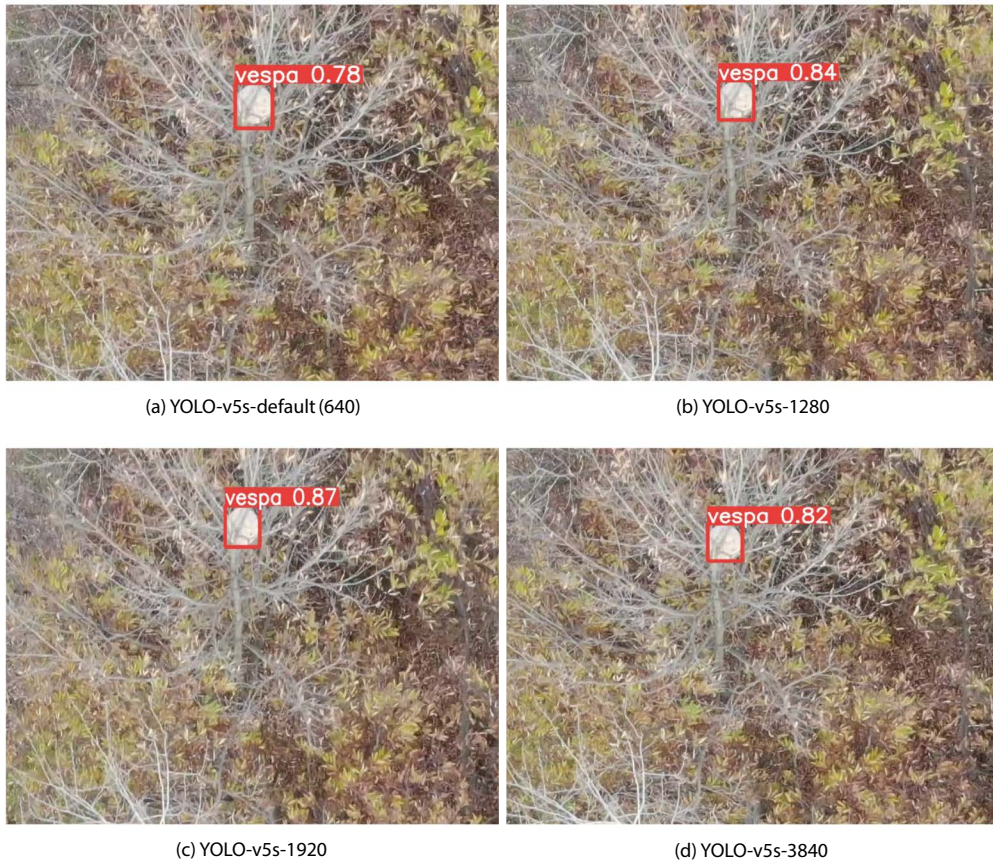 vespa 0.78
vespa 0.84
(a) YOLO-v5s-default (640)
(b) YOLO-v5s-1280
vespa 0.87
vespa 0.82
(c) YOLO-v5s-1920
(d) YOLO-v5s-3840